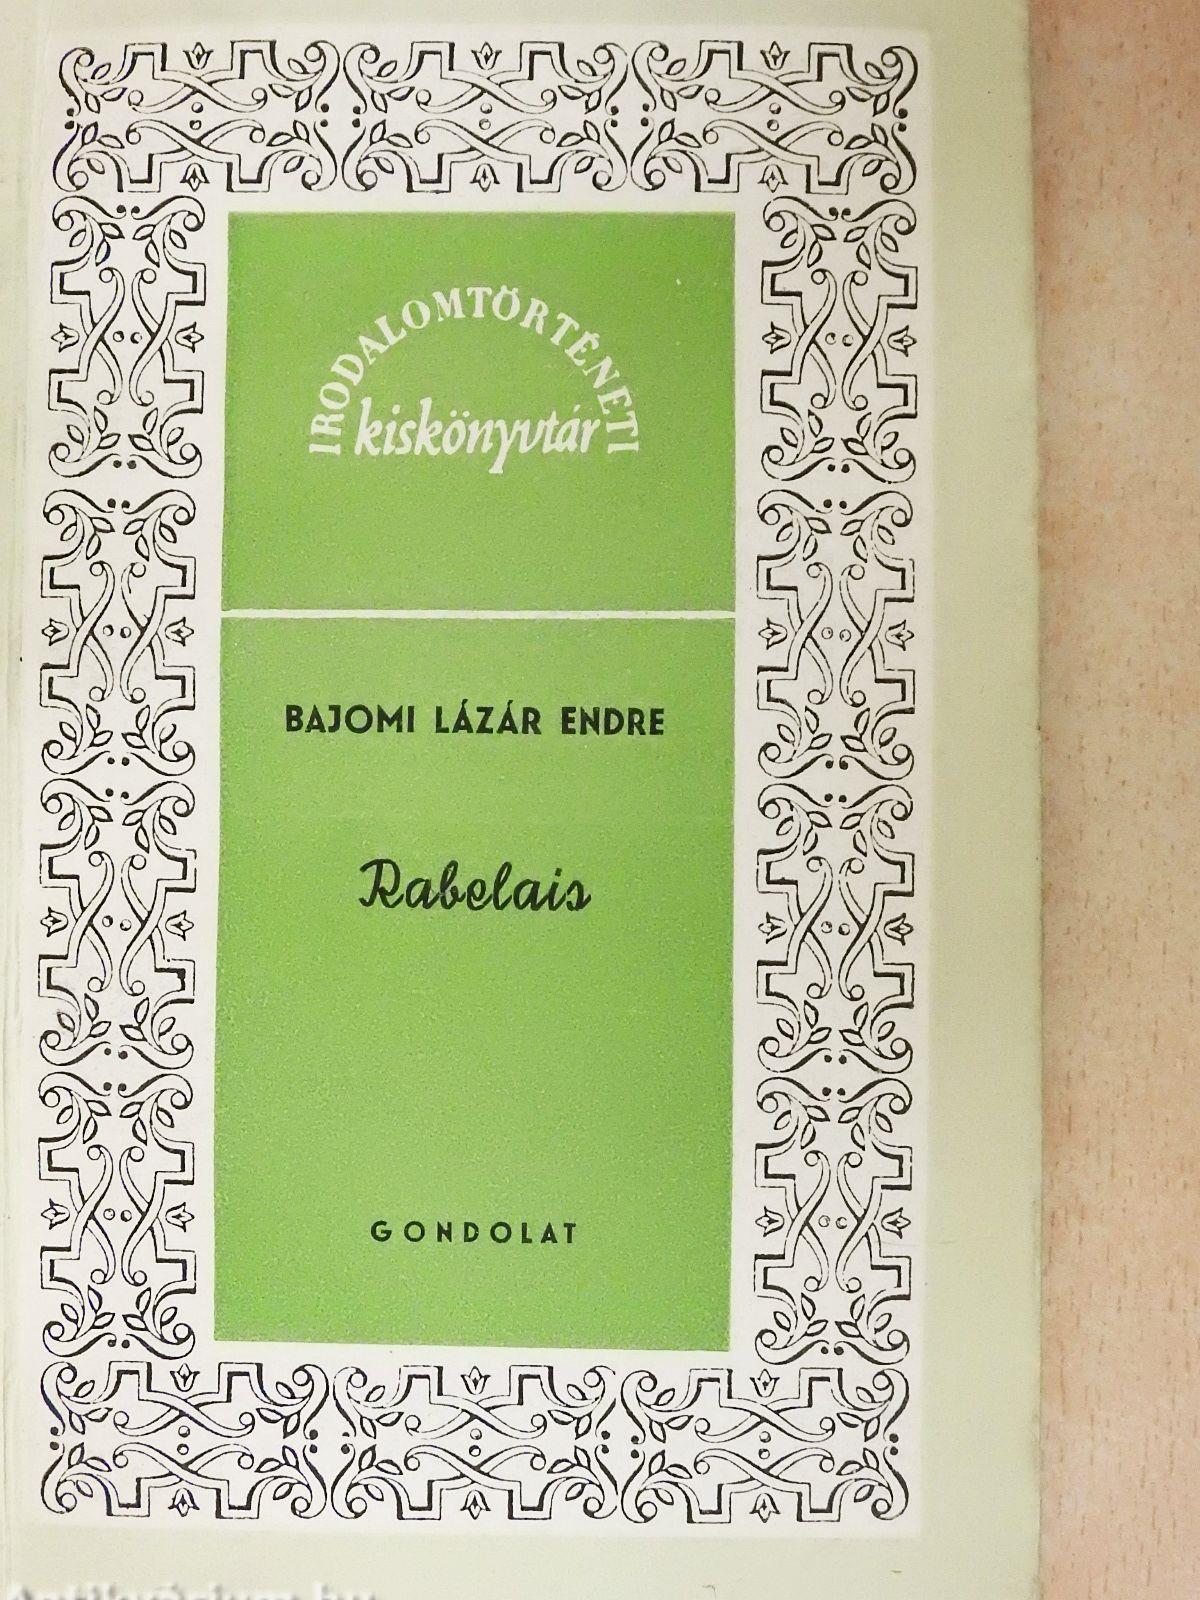 IRODALOMTÖRTÉNETI
kiskönyvtár
BAJOMI LÁZÁR ENDRE
Rabelais
GONDOLAT